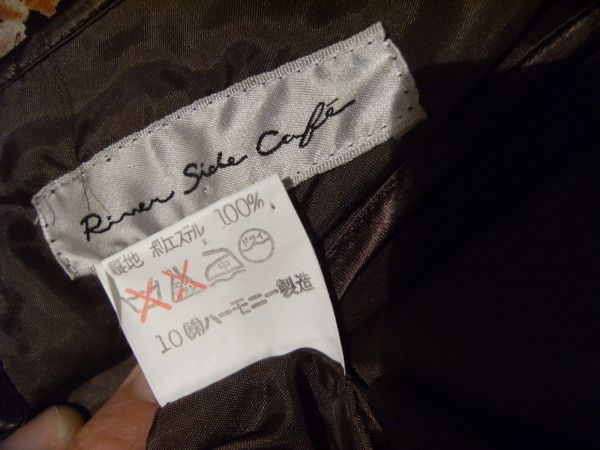 River Side Café
裏地 ポリエステル 100%
中 ドライ
10 (株)ハーモニー製造